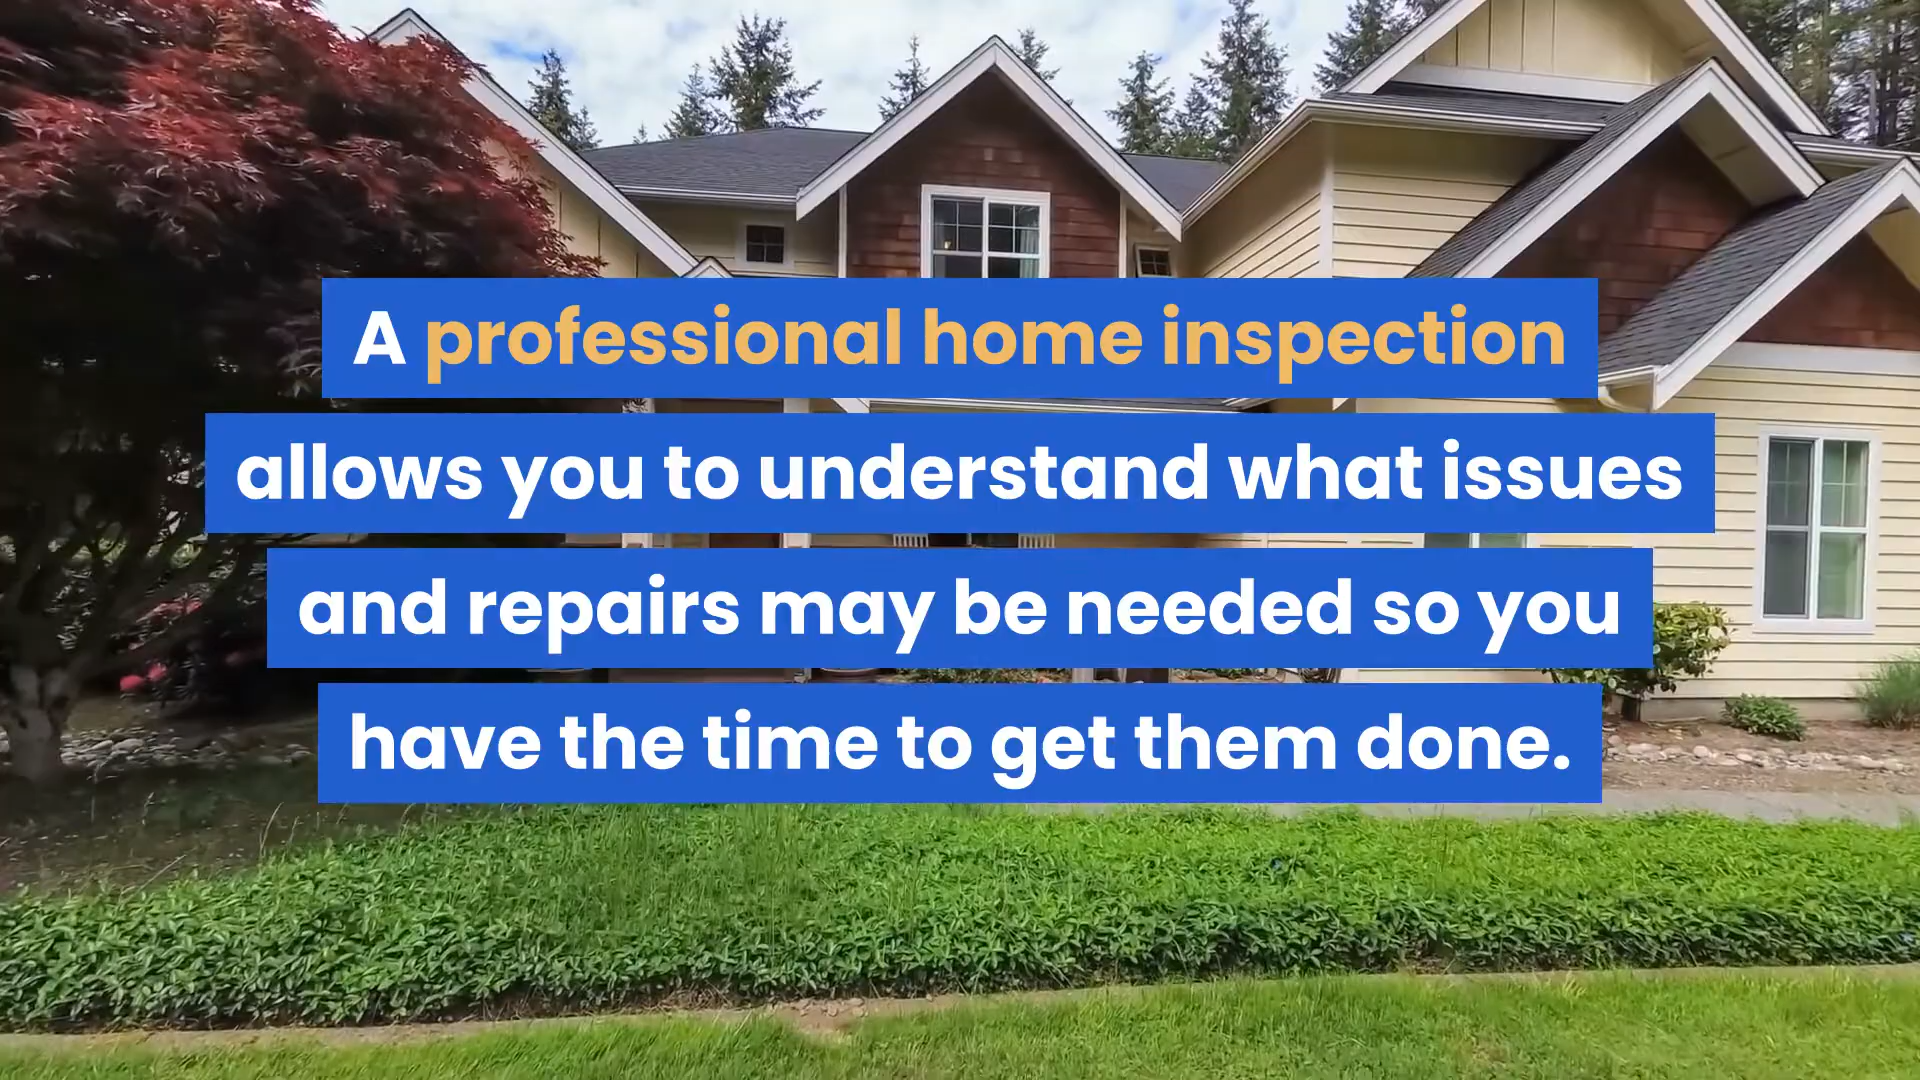 A professional home inspection
allows you to understand what issues
and repairs may be needed so you
have the time to get them done.